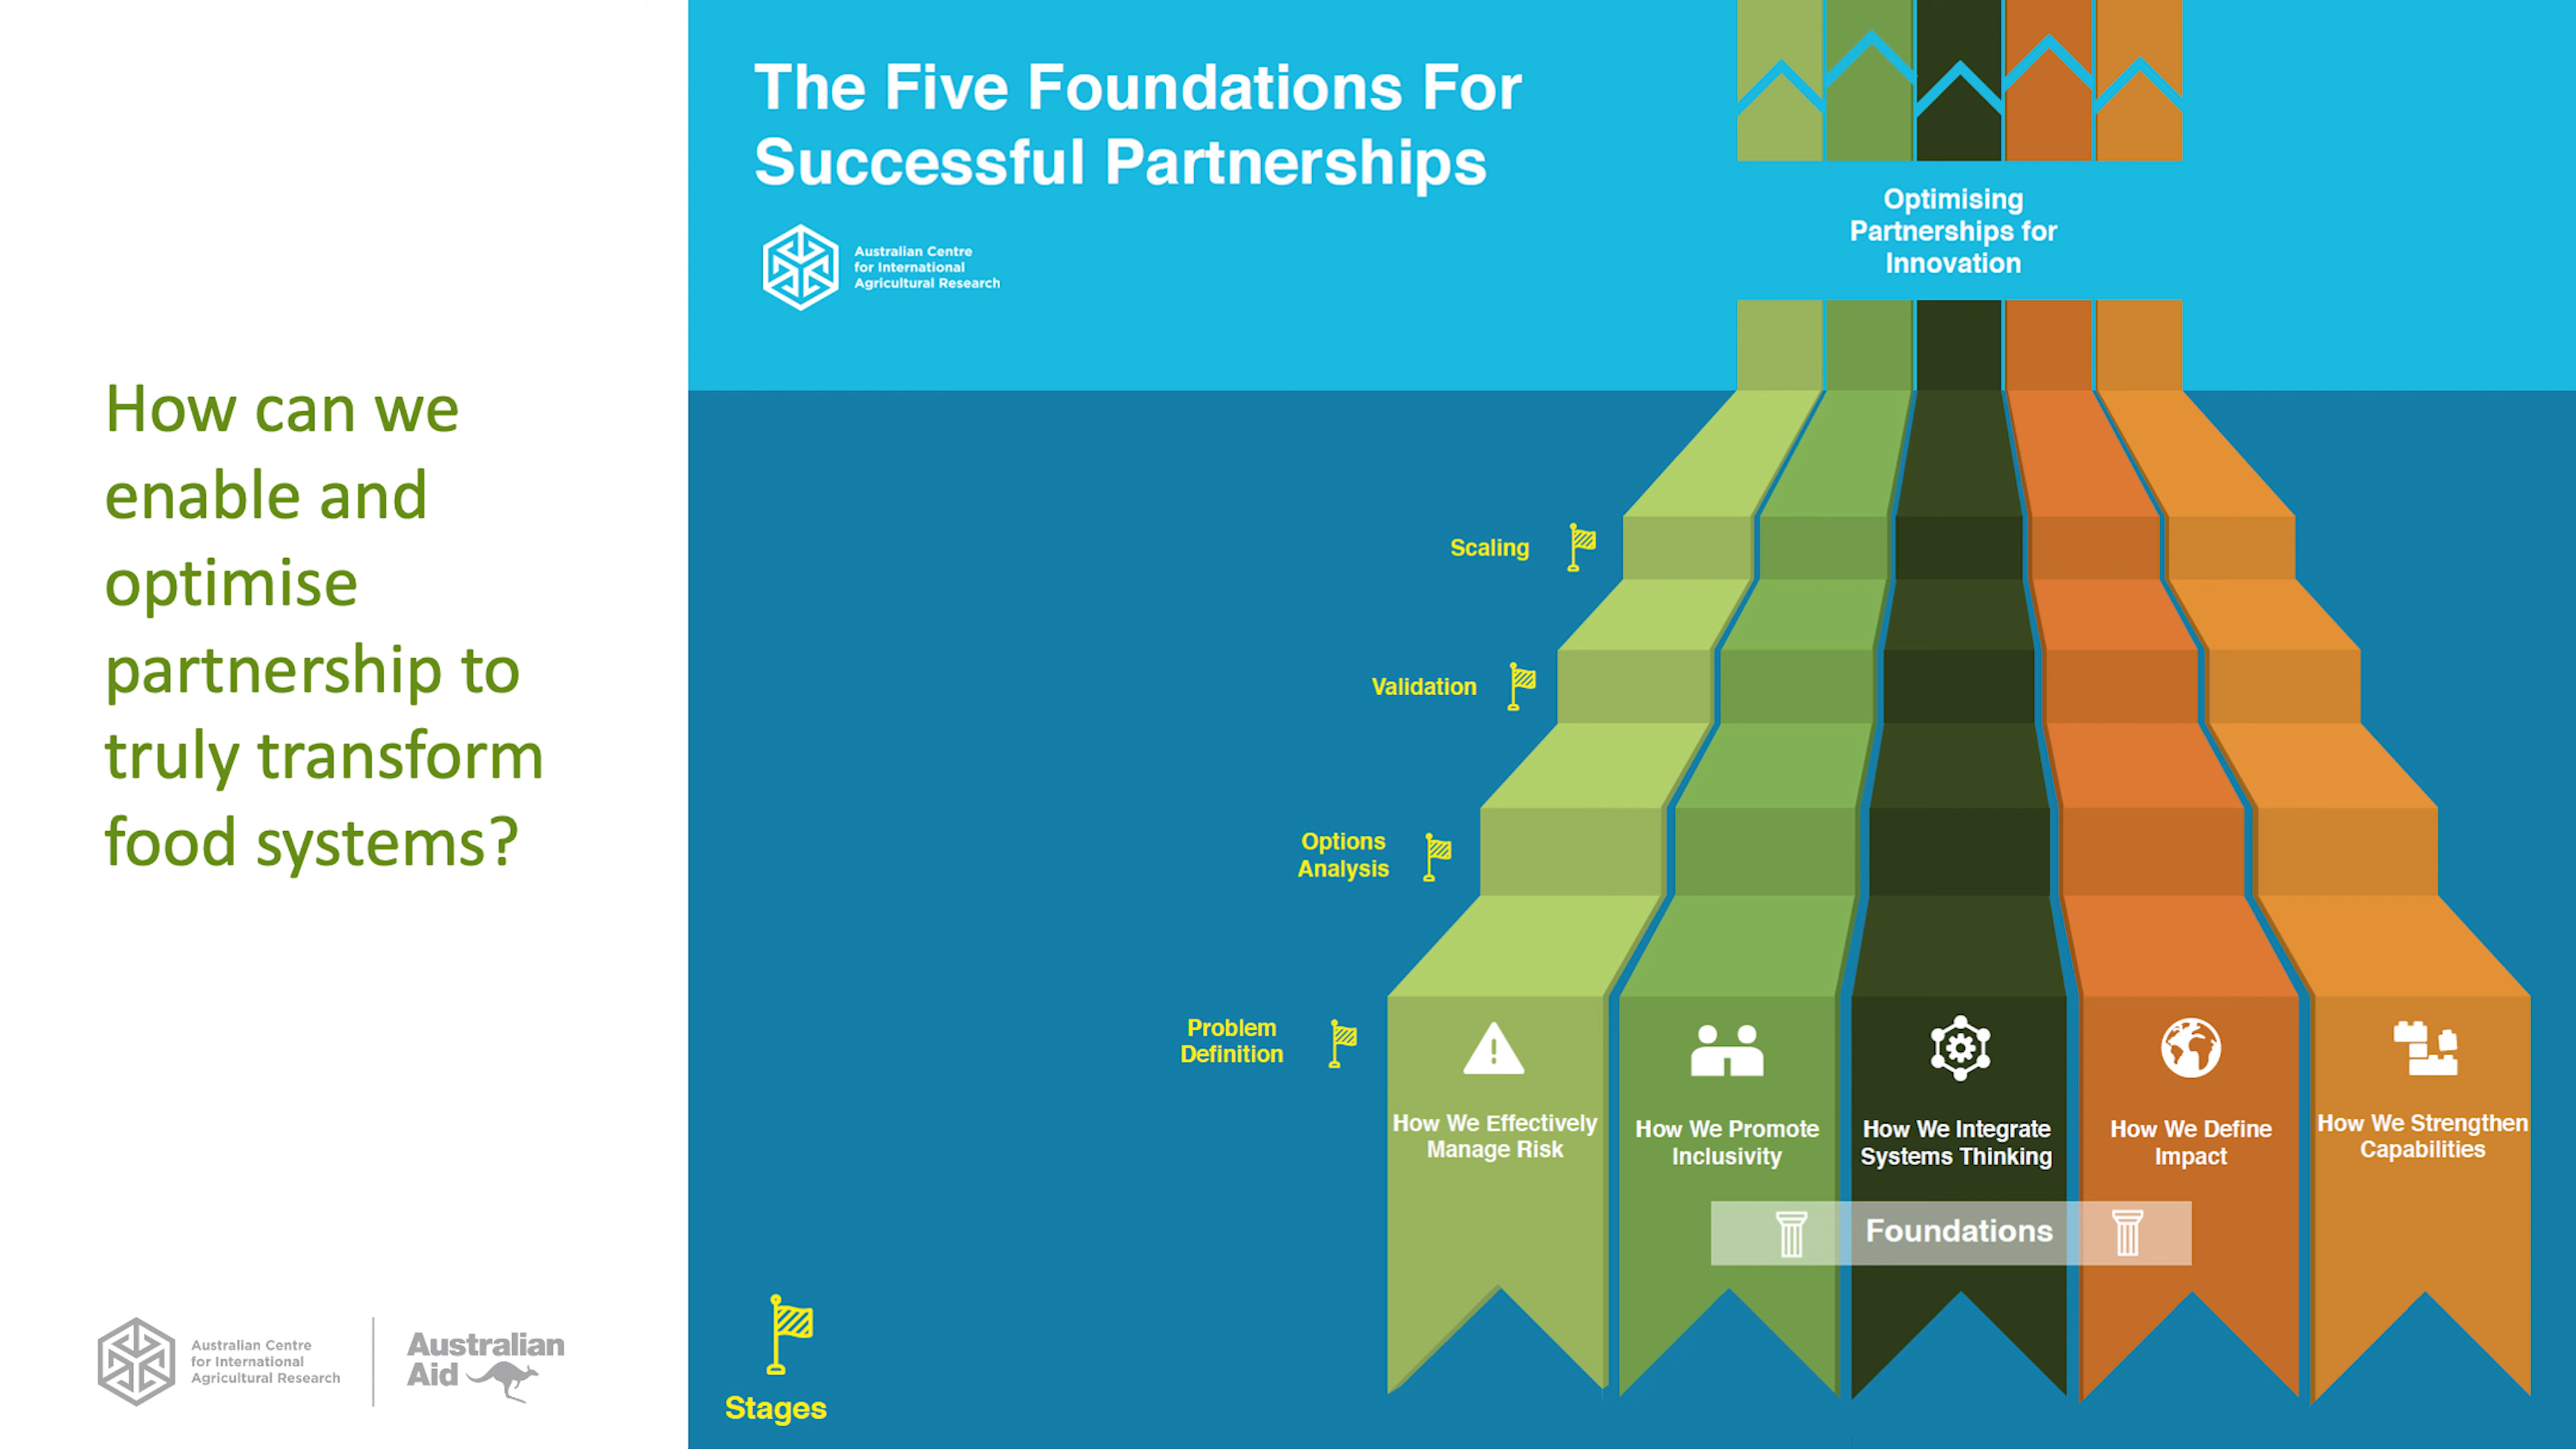 How can we
enable and
optimise
partnership to
truly transform
food systems?
Australian Centre
for International
Agricultural Research
Australian
Aid
The Five Foundations For
Successful Partnerships
Australian Centre
for International
Agricultural Research
Optimising
Partnerships for
Innovation
Scaling
Validation
Options
Analysis
Problem
Definition
How We Effectively
Manage Risk
How We Promote
Inclusivity
How We Integrate
Systems Thinking
How We Define
Impact
How We Strengthen
Capabilities
Foundations
Stages